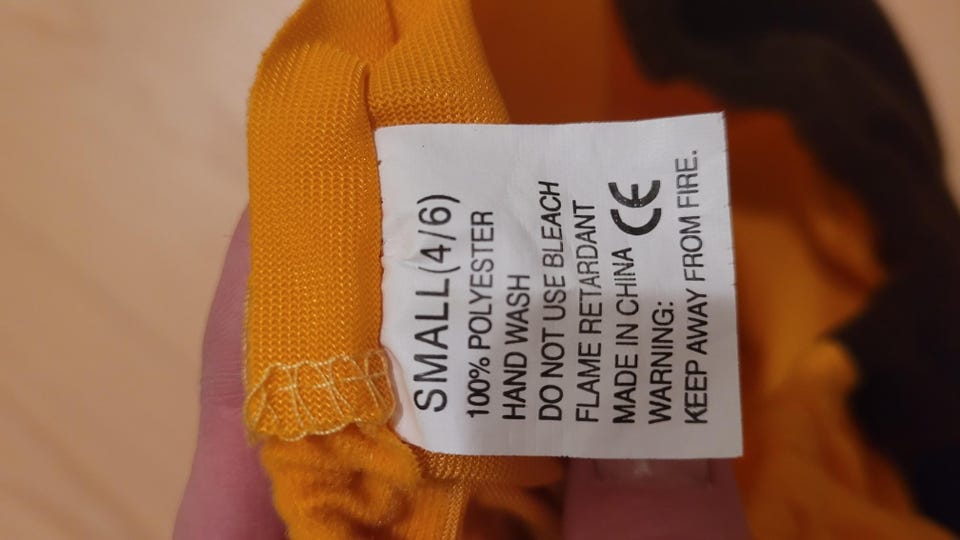 SMALL(4/6)
100% POLYESTER
HAND WASH
DO NOT USE BLEACH
FLAME RETARDANT
MADE IN CHINA CE
WARNING:
KEEP AWAY FROM FIRE.